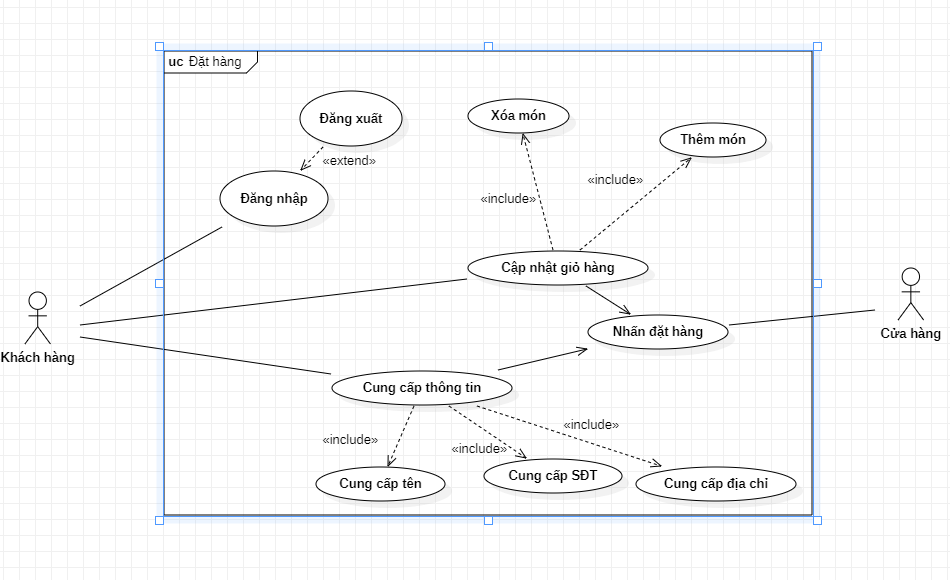 uc Đặt hàng
Đăng xuất
Xóa món
Thêm món
«extend»
«include»
«include»
Đăng nhập
Cập nhật giỏ hàng
Nhấn đặt hàng
Cửa hàng
Khách hàng
Cung cấp thông tin
«include»
«include»
«include»
Cung cấp tên
Cung cấp SĐT
Cung cấp địa chỉ